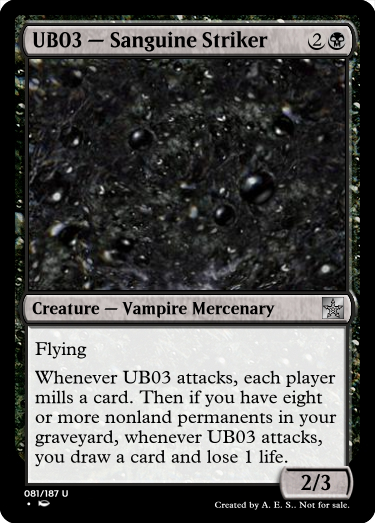 UB03 — Sanguine Striker 2
Creature — Vampire Mercenary
Flying
Whenever UB03 attacks, each player
mills a card. Then if you have eight
or more nonland permanents in your
graveyard, whenever UB03 attacks,
you draw a card and lose 1 life.
2/3
081/187 U
Created by A. E. S.. Not for sale.